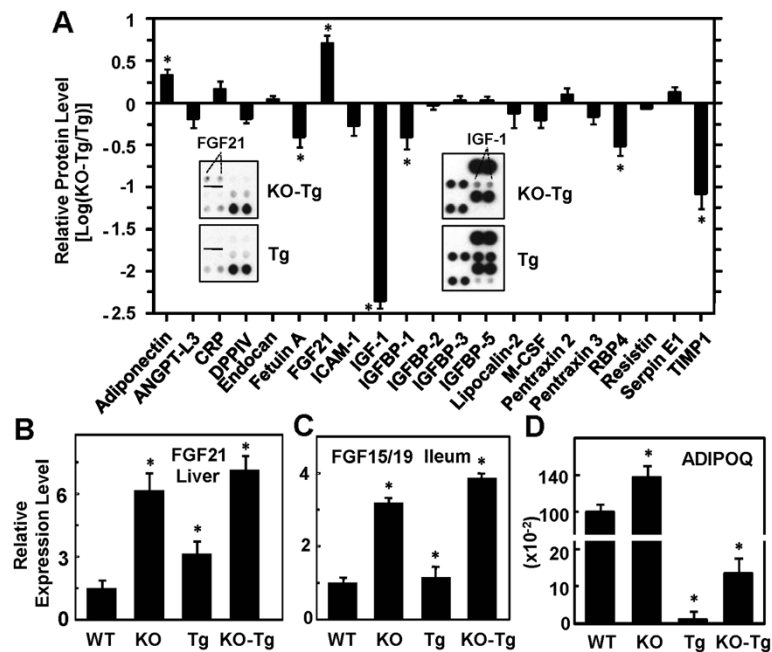 A
Relative Protein Level
[Log(KO-Tg/Tg)]
1
0.5
0
-0.5
-1
-1.5
-2
-2.5
*
*
*
*
*
*
*
FGF21
KO-Tg
Tg
IGF-1
KO-Tg
Tg
Adiponectin
ANGPT-L3
CRP
DPPIV
Endocan
Fetuin A
FGF21
ICAM-1
IGF-1
IGFBP-1
IGFBP-2
IGFBP-3
IGFBP-5
Lipocalin-2
M-CSF
Pentraxin 2
Pentraxin 3
RBP4
Resistin
Serpin E1
TIMP1
B
FGF21
Liver
Relative
Expression Level
6
3
0
*
*
*
WT KO Tg KO-Tg
C
FGF15/19 Ileum
4
2
0
*
*
*
WT KO Tg KO-Tg
D
ADIPOQ
(x10-2)
140
100
20
10
0
*
*
*
WT KO Tg KO-Tg